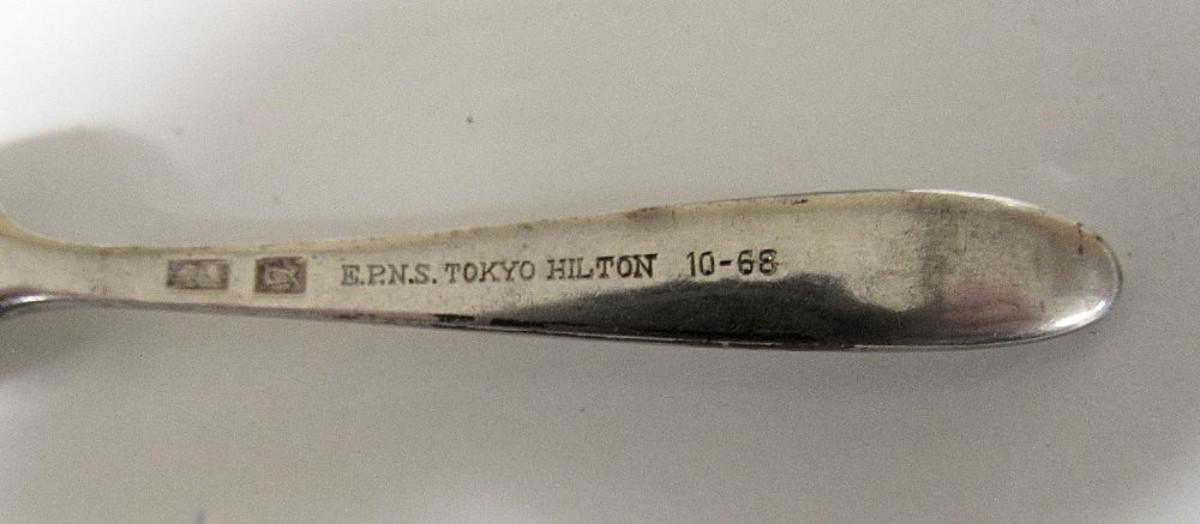 E.P.N.S. TOKYO HILTON 10-68